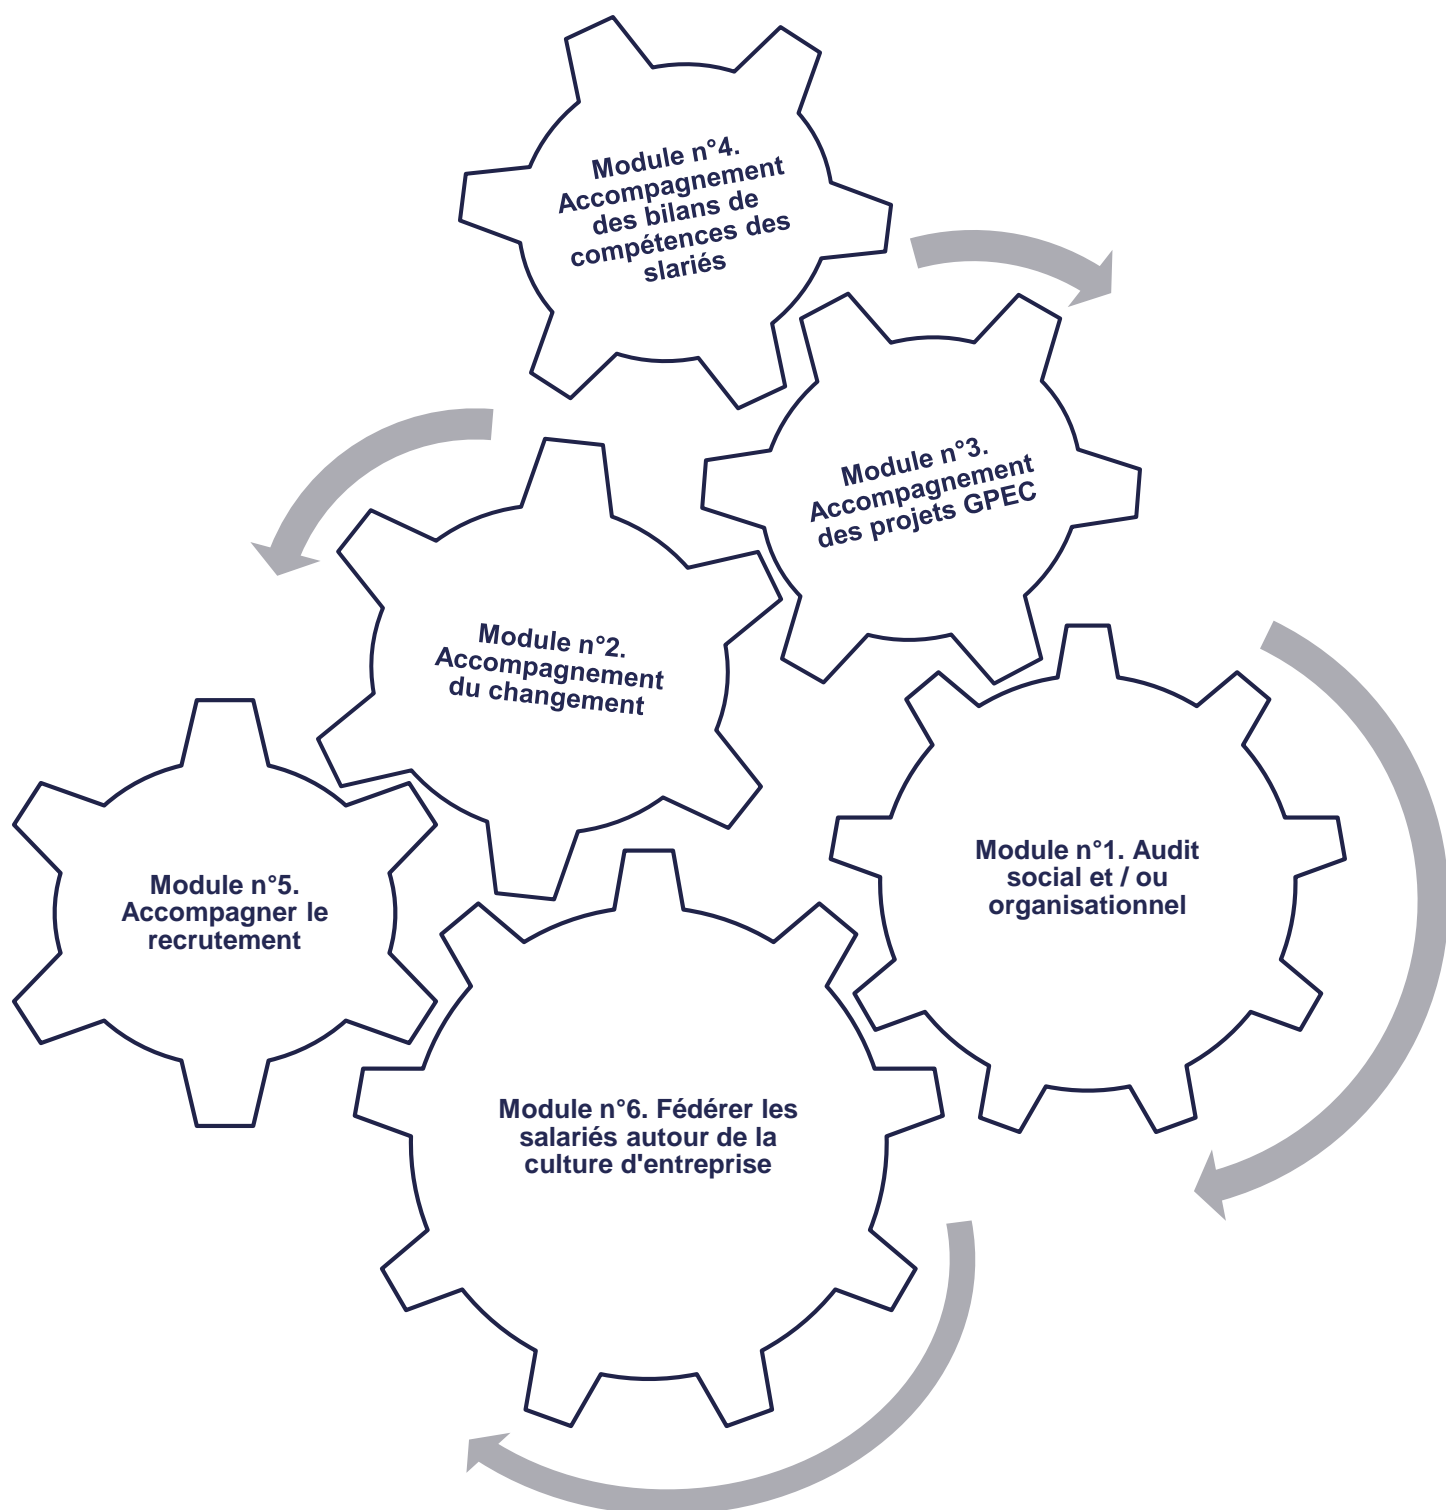 Module n°4.
Accompagnement
des bilans de
compétences des
slariés
Module n°3.
Accompagnement
des projets GPEC
Module n°2.
Accompagnement
du changement
Module n°1. Audit
social et / ou
organisationnel
Module n°5.
Accompagner le
recrutement
Module n°6. Fédérer les
salariés autour de la
culture d'entreprise